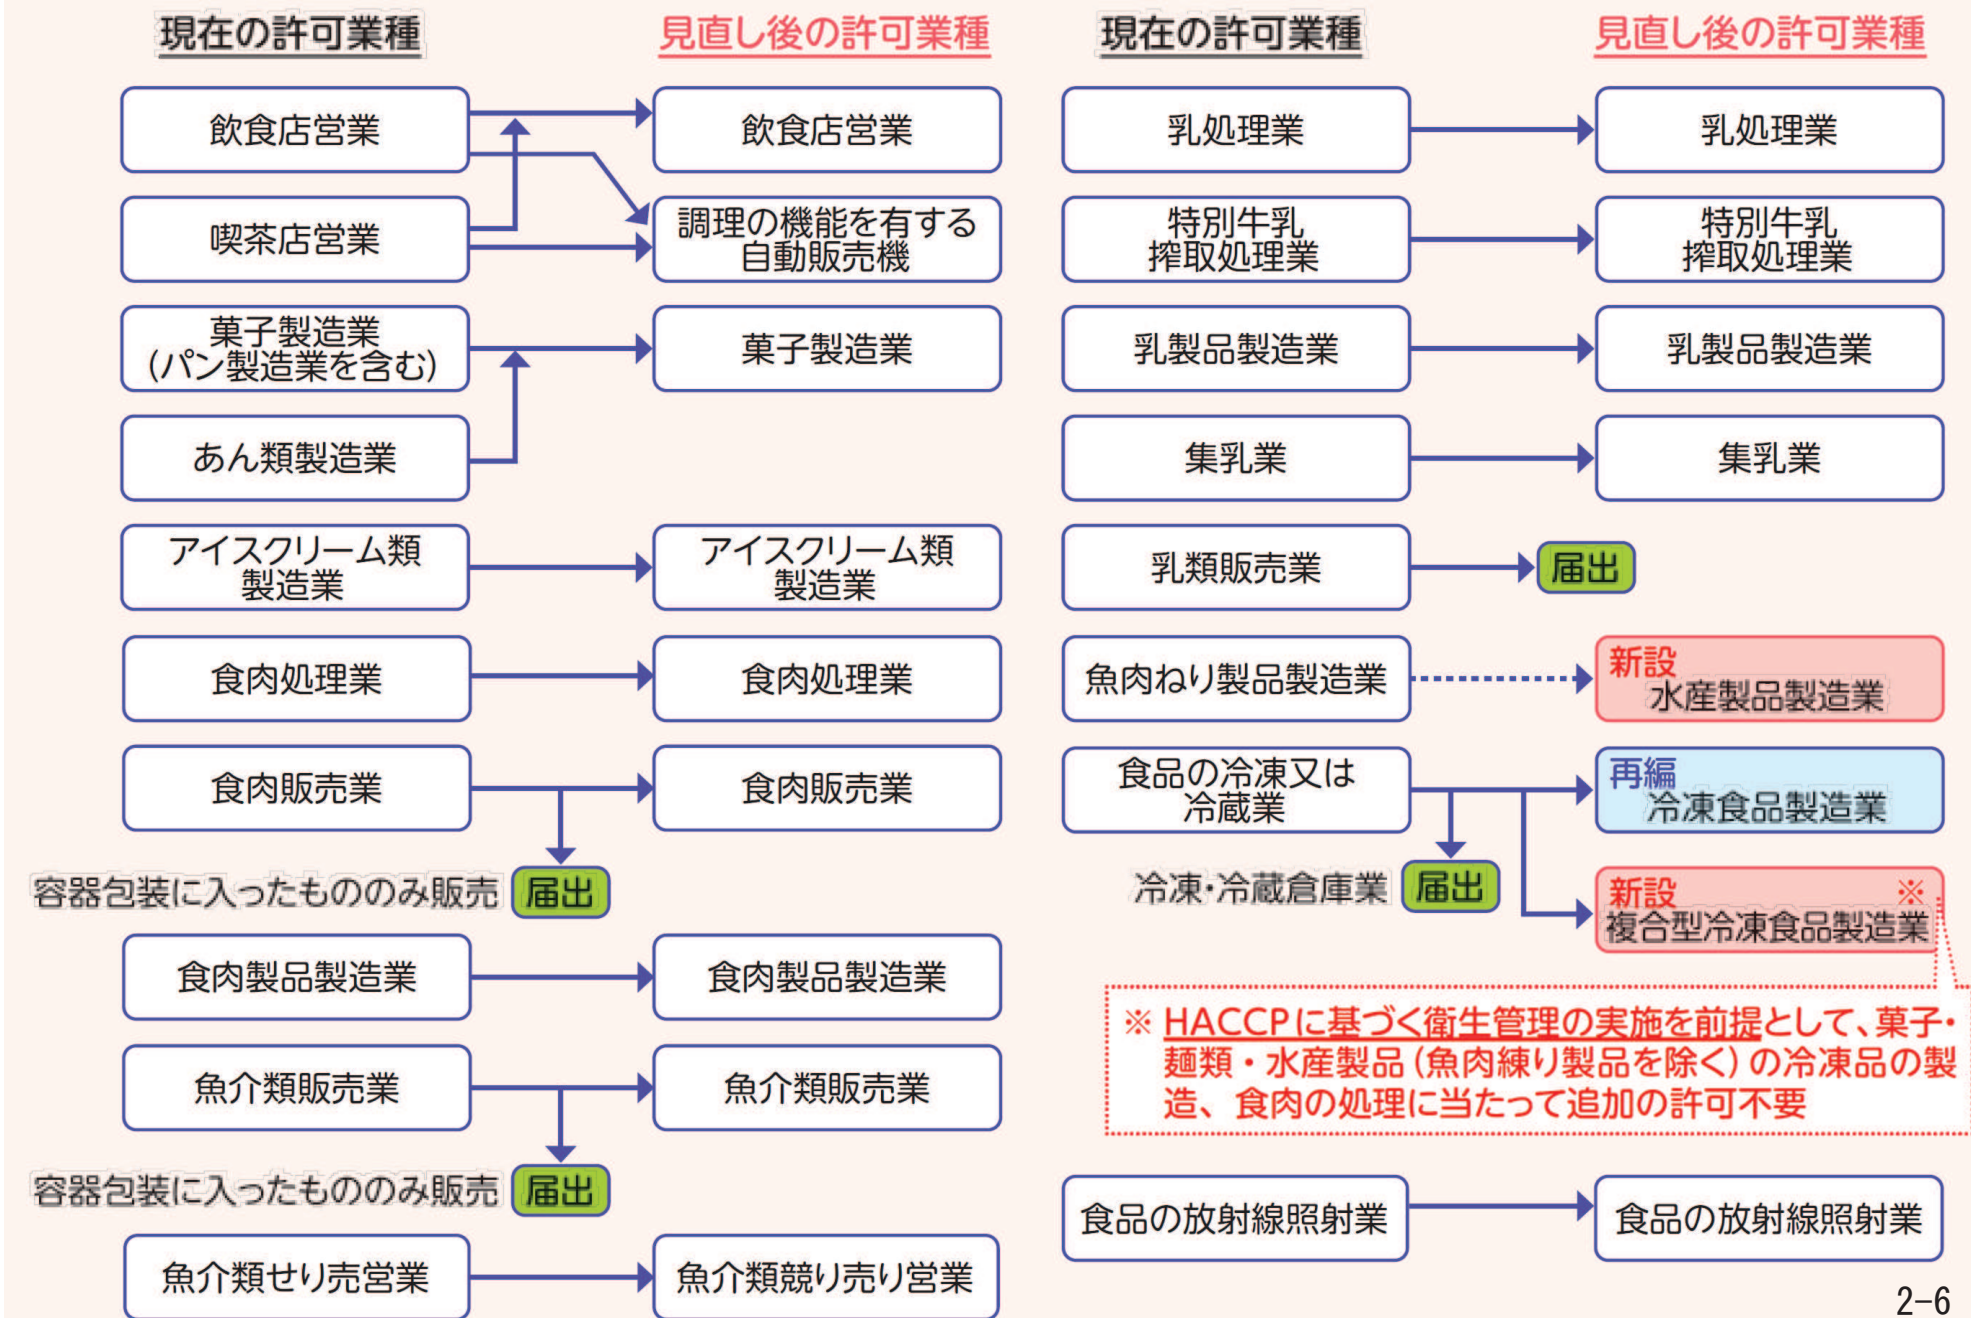 現在の許可業種
見直し後の許可業種
飲食店営業
飲食店営業
喫茶店営業
調理の機能を有する
自動販売機
菓子製造業
(パン製造業を含む)
菓子製造業
あん類製造業
アイスクリーム類
製造業
アイスクリーム類
製造業
食肉処理業
食肉処理業
食肉販売業
食肉販売業
容器包装に入ったもののみ販売 届出
食肉製品製造業
食肉製品製造業
魚介類販売業
魚介類販売業
容器包装に入ったもののみ販売 届出
魚介類せり売営業
魚介類競り売り営業
現在の許可業種
見直し後の許可業種
乳処理業
乳処理業
特別牛乳
搾取処理業
特別牛乳
搾取処理業
乳製品製造業
乳製品製造業
集乳業
集乳業
乳類販売業
届出
魚肉ねり製品製造業
新設
水産製品製造業
食品の冷凍又は
冷蔵業
再編
冷凍食品製造業
冷凍・冷蔵倉庫業 届出
新設 ※
複合型冷凍食品製造業
※ HACCPに基づく衛生管理の実施を前提として、菓子・
麺類・水産製品(魚肉練り製品を除く)の冷凍品の製
造、食肉の処理に当たって追加の許可不要
食品の放射線照射業
食品の放射線照射業
2-6